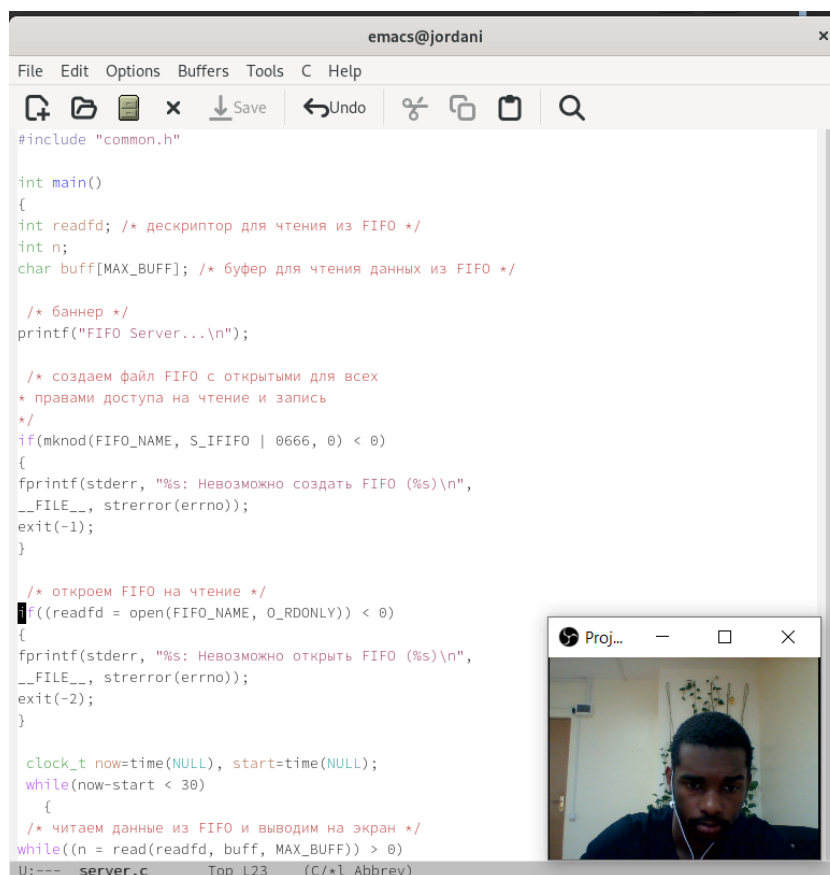 emacs@jordani
File Edit Options Buffers Tools C Help
Save Undo
#include "common.h"
int main()
{
int readfd; /* дескриптор для чтения из FIFO */
int n;
char buff[MAX_BUFF]; /* буфер для чтения данных из FIFO */
/* баннер */
printf("FIFO Server...\n");
/* создаем файл FIFO с открытыми для всех
* правами доступа на чтение и запись
*/
if(mknod(FIFO_NAME, S_IFIFO | 0666, 0) < 0)
{
fprintf(stderr, "%s: Невозможно создать FIFO (%s)\n",
__FILE__, strerror(errno));
exit(-1);
}
/* откроем FIFO на чтение */
if((readfd = open(FIFO_NAME, O_RDONLY)) < 0)
{
fprintf(stderr, "%s: Невозможно открыть FIFO (%s)\n",
__FILE__, strerror(errno));
exit(-2);
}
clock_t now=time(NULL), start=time(NULL);
while(now-start < 30)
{
/* читаем данные из FIFO и выводим на экран */
while((n = read(readfd, buff, MAX_BUFF)) > 0)
U:--- server.c Top L23 (C/*l Abbrev)
Proj...